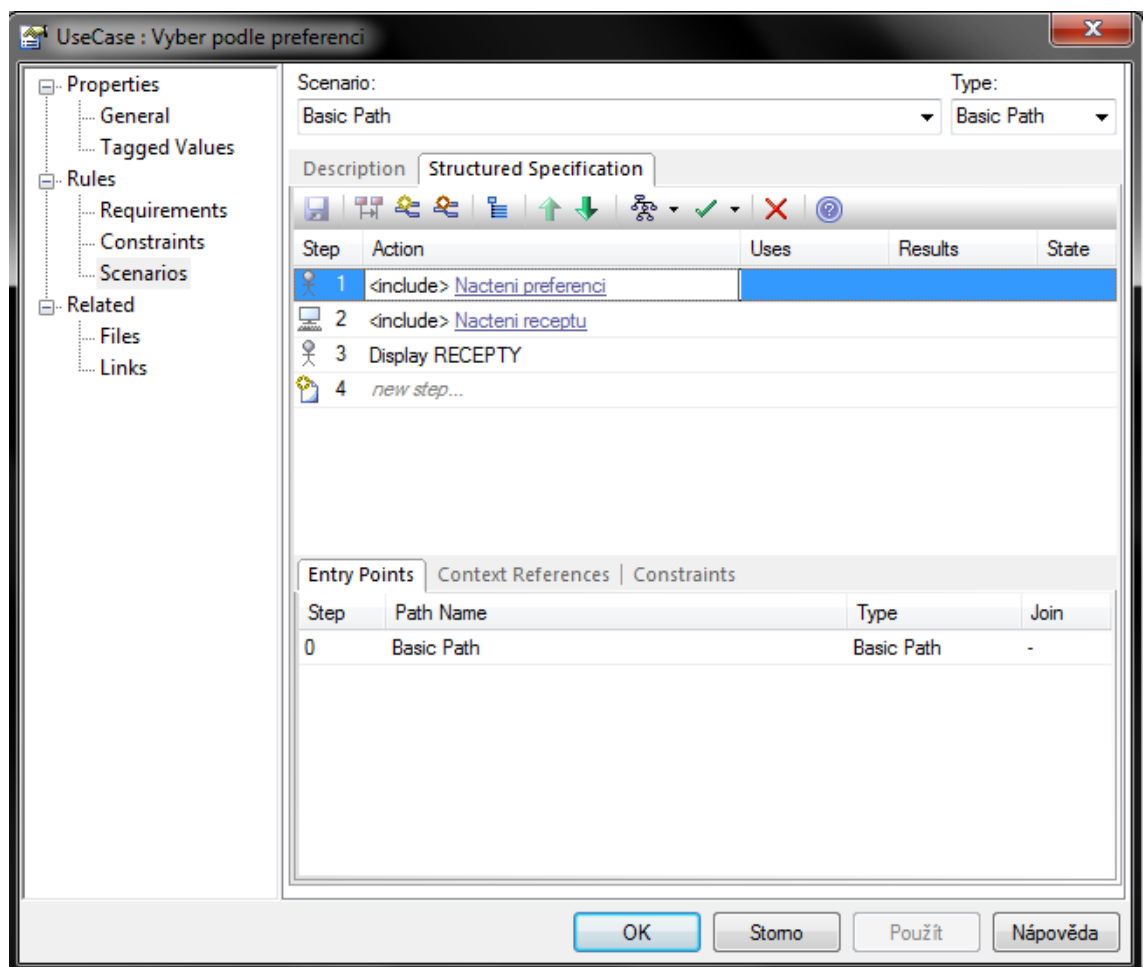 UseCase : Vyber podle preferenci
x
Properties
General
Tagged Values
Rules
Requirements
Constraints
Scenarios
Related
Files
Links
Scenario: Type:
Basic Path Basic Path
Description Structured Specification
Step Action Uses Results State
1 <include> Nacteni preferenci
2 <include> Nacteni receptu
3 Display RECEPTY
4 new step...
Entry Points Context References | Constraints
Step Path Name Type Join
0 Basic Path Basic Path -
OK Storno Použít Nápověda